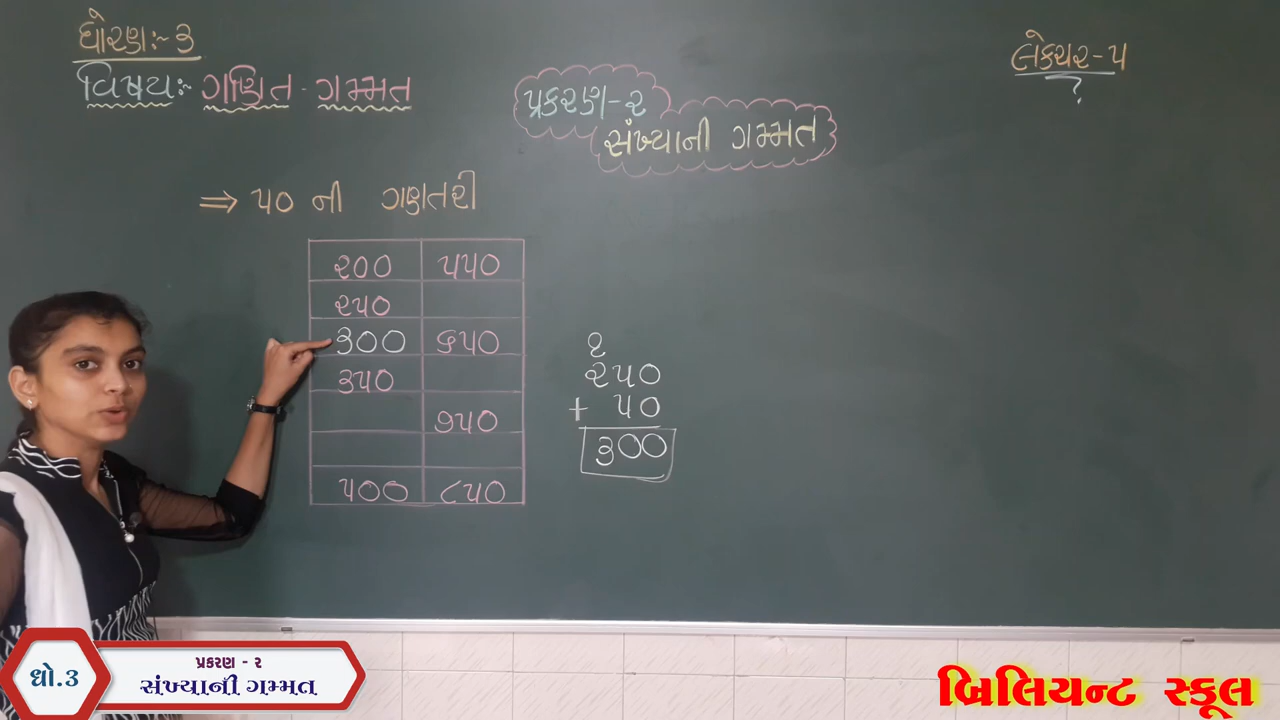 ધોરણ:- ૩
વિષય:- ગણિત - ગમ્મત
લેક્ચર-૫
?
પ્રકરણ-૨
સંખ્યાની ગમ્મત
⇒ ૫૦ ની ગણતરી
૨૦૦ ૫૫૦
૨૫૦
૩૦૦ ૬૫૦
૩૫૦
૭૫૦
૫૦૦ ૮૫૦
૧
૨૫૦
+ ૫૦
૩૦૦
ધો.૩
પ્રકરણ - ૨
સંખ્યાની ગમ્મત
બ્રિલિયન્ટ સ્કૂલ